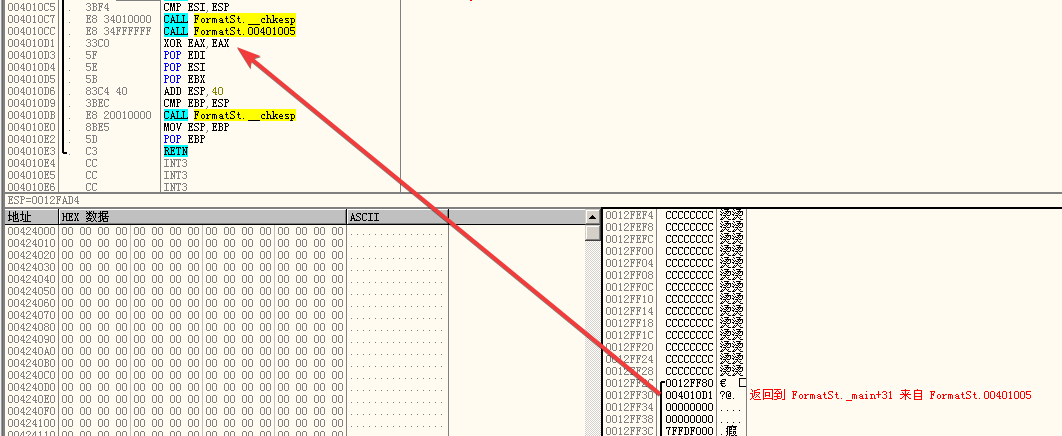 004010C5 . 3BF4 CMP ESI,ESP
004010C7 . E8 34010000 CALL FormatSt.__chkesp
004010CC . E8 34FFFFFF CALL FormatSt.00401005
004010D1 . 33C0 XOR EAX,EAX
004010D3 . 5F POP EDI
004010D4 . 5E POP ESI
004010D5 . 5B POP EBX
004010D6 . 83C4 40 ADD ESP,40
004010D9 . 3BEC CMP EBP,ESP
004010DB . E8 20010000 CALL FormatSt.__chkesp
004010E0 . 8BE5 MOV ESP,EBP
004010E2 . 5D POP EBP
004010E3 . C3 RETN
004010E4 CC INT3
004010E5 CC INT3
004010E6 CC INT3
ESP=0012FAD4
地址 HEX 数据 ASCII
00424000 00 00 00 00 00 00 00 00 00 00 00 00 00 00 00 00 ................
00424010 00 00 00 00 00 00 00 00 00 00 00 00 00 00 00 00 ................
00424020 00 00 00 00 00 00 00 00 00 00 00 00 00 00 00 00 ................
00424030 00 00 00 00 00 00 00 00 00 00 00 00 00 00 00 00 ................
00424040 00 00 00 00 00 00 00 00 00 00 00 00 00 00 00 00 ................
00424050 00 00 00 00 00 00 00 00 00 00 00 00 00 00 00 00 ................
00424060 00 00 00 00 00 00 00 00 00 00 00 00 00 00 00 00 ................
00424070 00 00 00 00 00 00 00 00 00 00 00 00 00 00 00 00 ................
00424080 00 00 00 00 00 00 00 00 00 00 00 00 00 00 00 00 ................
00424090 00 00 00 00 00 00 00 00 00 00 00 00 00 00 00 00 ................
004240A0 00 00 00 00 00 00 00 00 00 00 00 00 00 00 00 00 ................
004240B0 00 00 00 00 00 00 00 00 00 00 00 00 00 00 00 00 ................
004240C0 00 00 00 00 00 00 00 00 00 00 00 00 00 00 00 00 ................
004240D0 00 00 00 00 00 00 00 00 00 00 00 00 00 00 00 00 ................
004240E0 00 00 00 00 00 00 00 00 00 00 00 00 00 00 00 00 ................
004240F0 00 00 00 00 00 00 00 00 00 00 00 00 00 00 00 00 ................
00424100 00 00 00 00 00 00 00 00 00 00 00 00 00 00 00 00 ................
0012FEF4 CCCCCCCC 烫烫
0012FEF8 CCCCCCCC 烫烫
0012FEFC CCCCCCCC 烫烫
0012FF00 CCCCCCCC 烫烫
0012FF04 CCCCCCCC 烫烫
0012FF08 CCCCCCCC 烫烫
0012FF0C CCCCCCCC 烫烫
0012FF10 CCCCCCCC 烫烫
0012FF14 CCCCCCCC 烫烫
0012FF18 CCCCCCCC 烫烫
0012FF1C CCCCCCCC 烫烫
0012FF20 CCCCCCCC 烫烫
0012FF24 CCCCCCCC 烫烫
0012FF28 CCCCCCCC 烫烫
0012FF2C 0012FF80 €
0012FF30 004010D1 ?@. 返回到 FormatSt._main+31 来自 FormatSt.00401005
0012FF34 00000000 ....
0012FF38 00000000 ....
0012FF3C 7FFDF000 .瘕